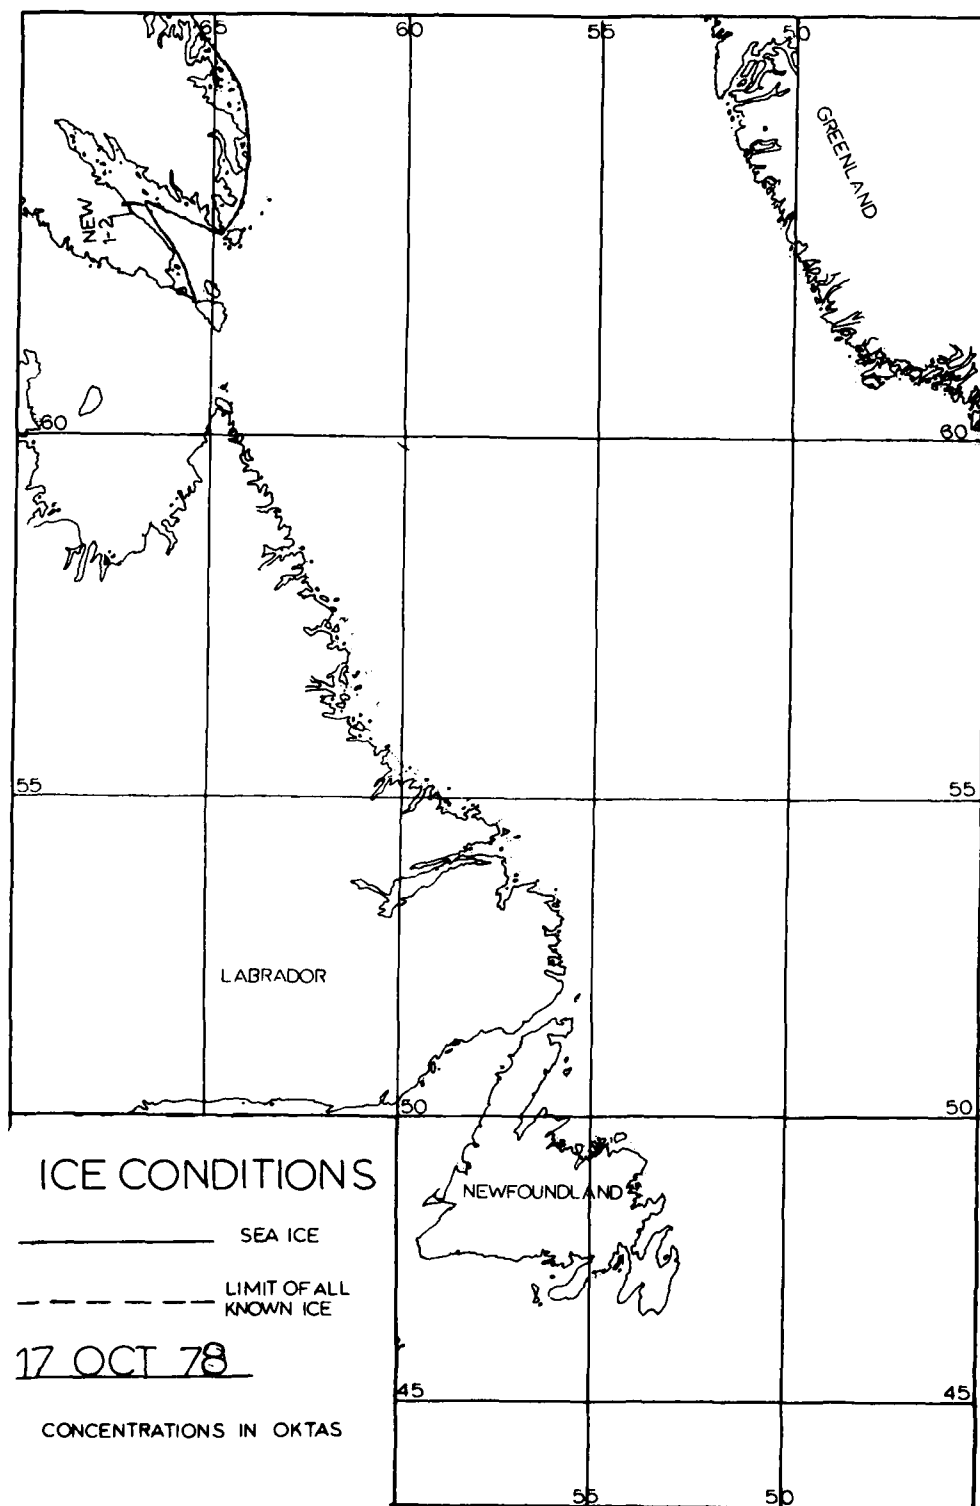 65 60 55 50
GREENLAND
NEW
1-2
60 60
55 55
LABRADOR
50 50
ICE CONDITIONS
NEWFOUNDLAND
SEA ICE
LIMIT OF ALL
KNOWN ICE
17 OCT 78
45 45
CONCENTRATIONS IN OKTAS
55 50